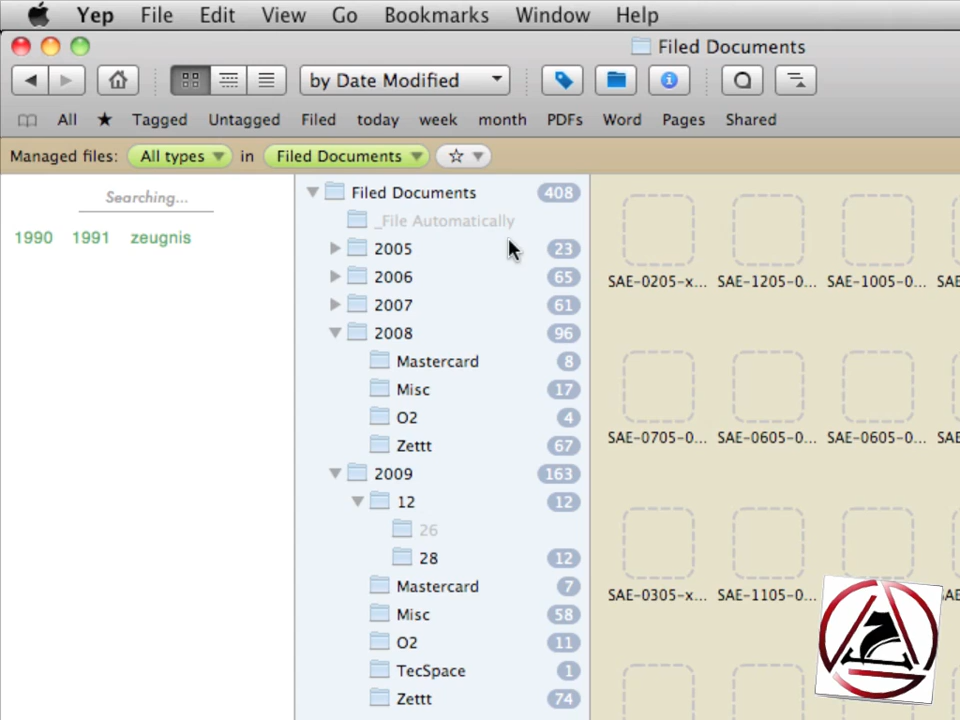 Yep File Edit View Go Bookmarks Window Help
Filed Documents
by Date Modified
All ★ Tagged Untagged Filed today week month PDFs Word Pages Shared
Managed files: All types in Filed Documents
Searching...
1990 1991 zeugnis
Filed Documents 408
_File Automatically
2005 23
2006 65
2007 61
2008 96
Mastercard 8
Misc 17
O2 4
Zettt 67
2009 163
12 12
26
28 12
Mastercard 7
Misc 58
O2 11
TecSpace 1
Zettt 74
SAE-0205-x... SAE-1205-0... SAE-1005-0... SAE
SAE-0705-0... SAE-0605-0... SAE-0605-0... SAE
SAE-0305-x... SAE-1105-0...